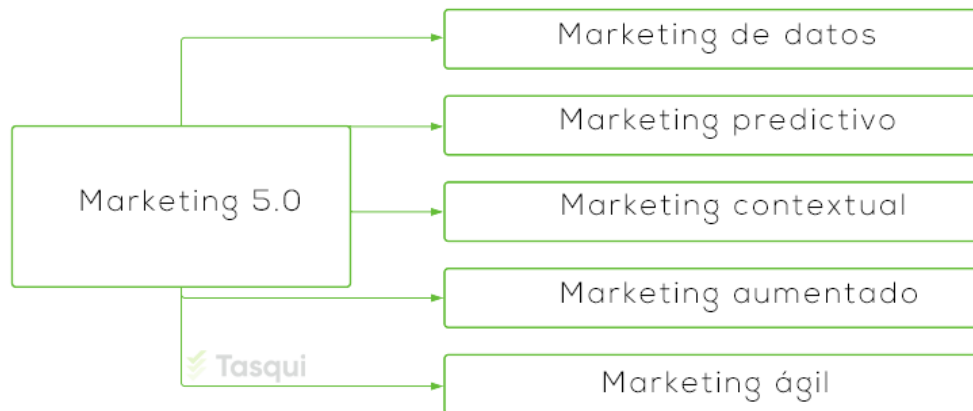 Marketing de datos
Marketing predictivo
Marketing 5.0
Marketing contextual
Marketing aumentado
Tasqui
Marketing ágil